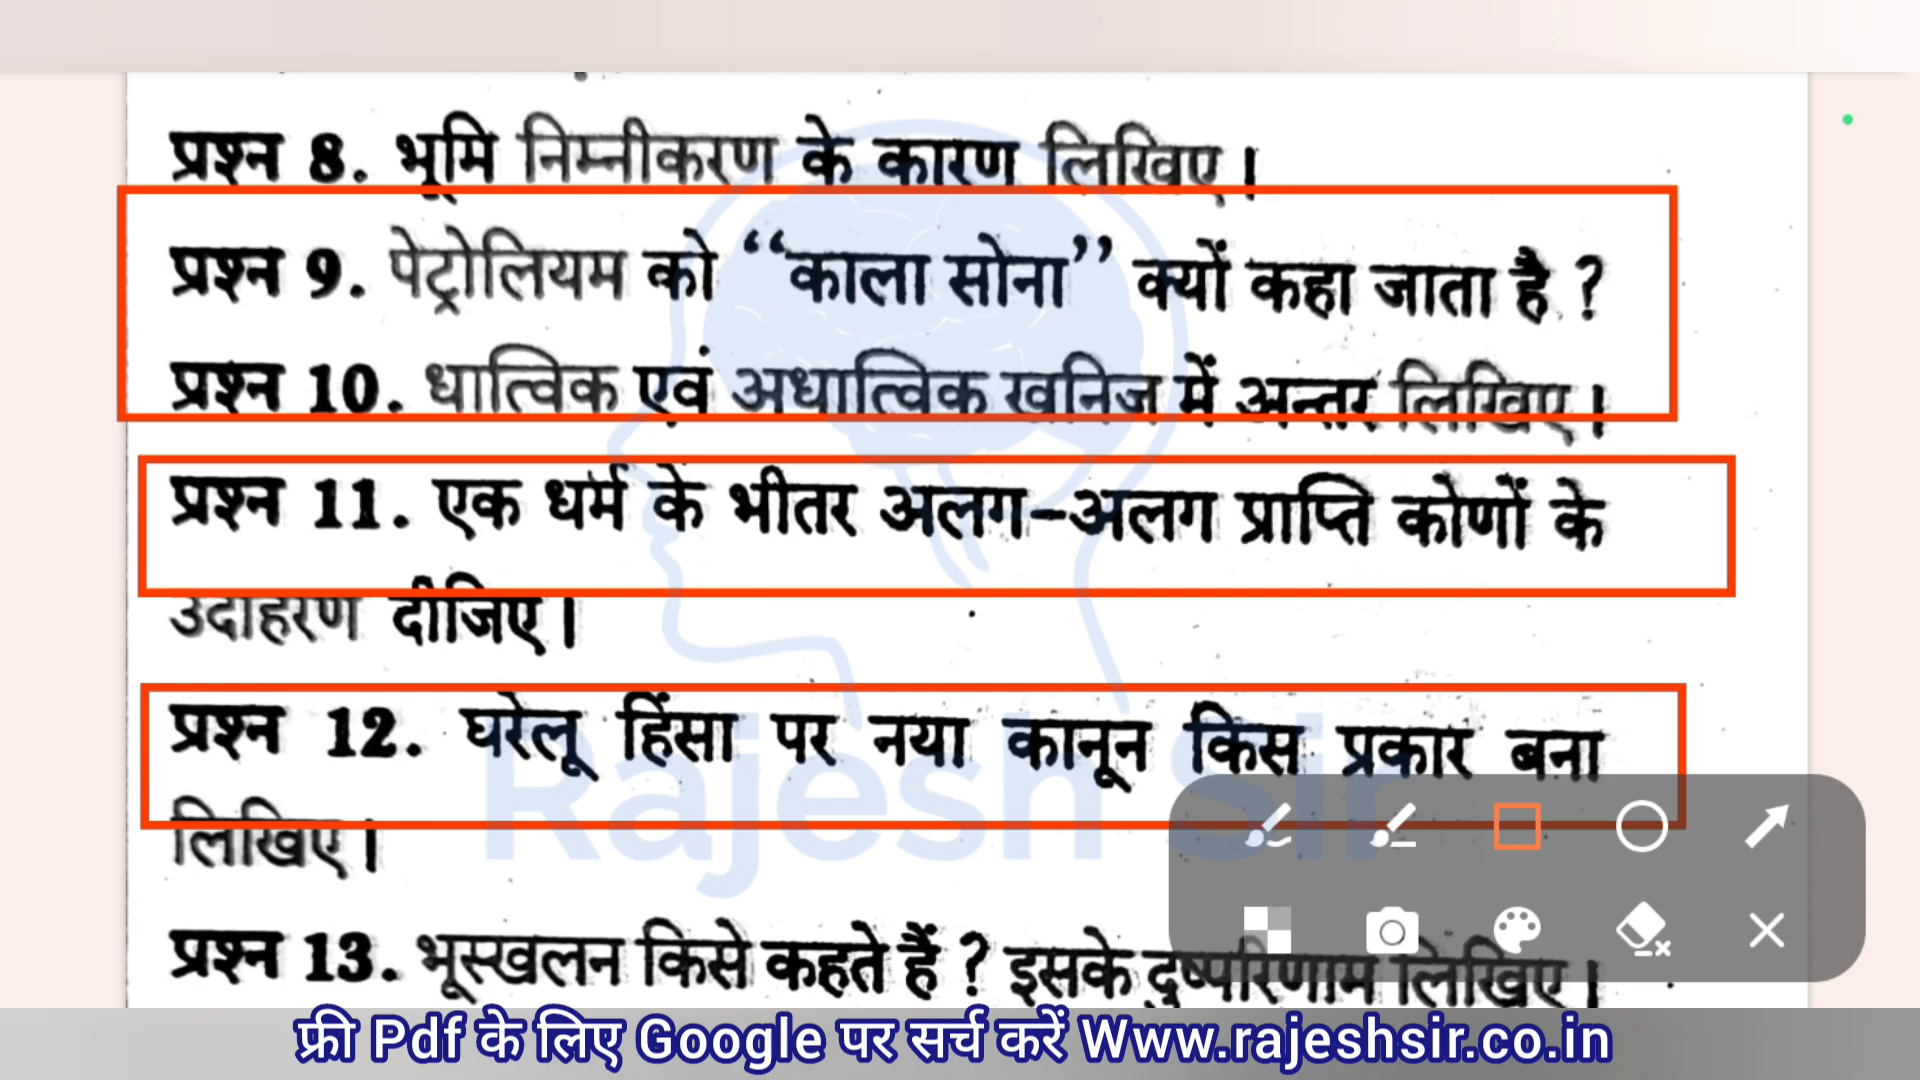 प्रश्न 8. भूमि निम्नीकरण के कारण लिखिए।
प्रश्न 9. पेट्रोलियम को “काला सोना” क्यों कहा जाता है ?
प्रश्न 10. धात्विक एवं अधात्विक खनिज में अन्तर लिखिए।
प्रश्न 11. एक धर्म के भीतर अलग-अलग प्राप्ति कोणों के
उदाहरण दीजिए।
प्रश्न 12. घरेलू हिंसा पर नया कानून किस प्रकार बना
लिखिए।
प्रश्न 13. भूस्खलन किसे कहते हैं ? इसके दुष्परिणाम लिखिए।
Rajesh Sir
फ्री Pdf के लिए Google पर सर्च करें Www.rajeshsir.co.in